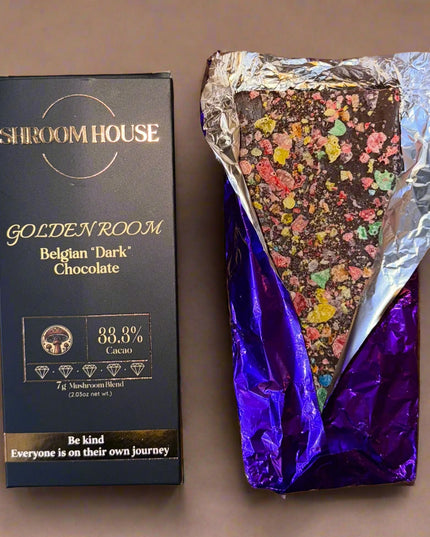 SHROOM HOUSE
GOLDEN ROOM
Belgian "Dark"
Chocolate
33.3%
Cacao
7g Mushroom Blend
(2.03oz net wt.)
Be kind
Everyone is on their own journey